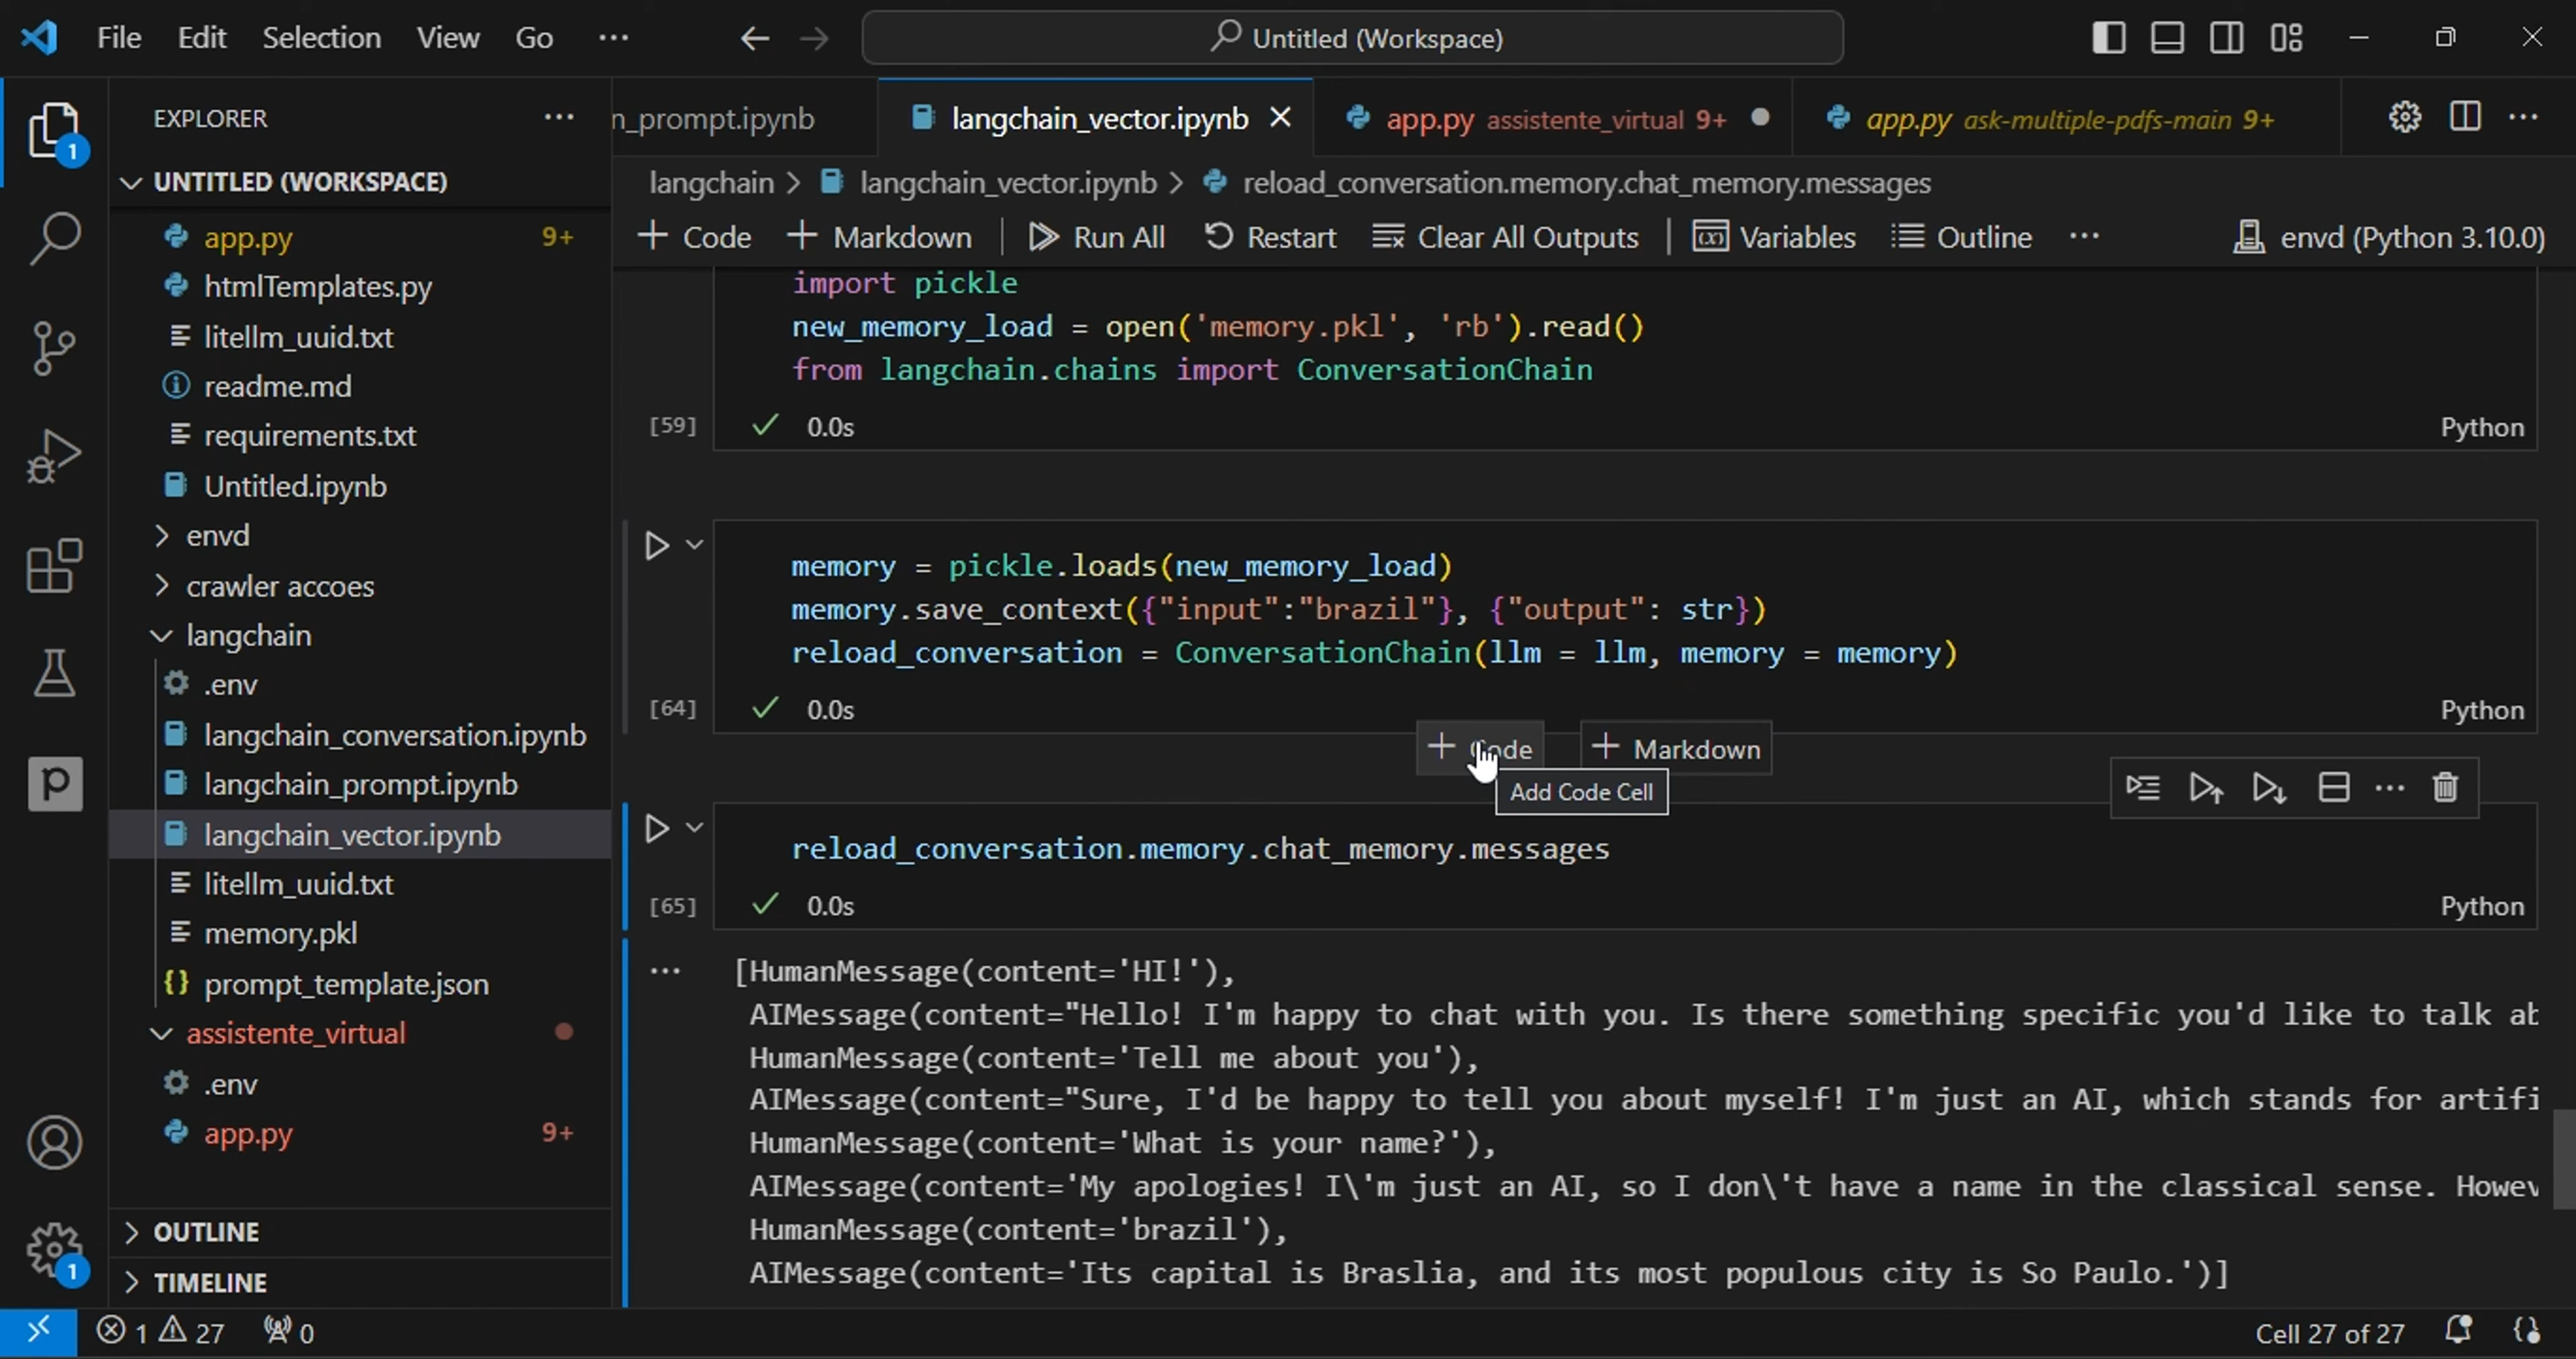 File Edit Selection View Go ··· Untitled (Workspace)
EXPLORER ···
UNTITLED (WORKSPACE)
app.py 9+
htmlTemplates.py
litellm_uuid.txt
readme.md
requirements.txt
Untitled.ipynb
envd
crawler accoes
langchain
.env
langchain_conversation.ipynb
langchain_prompt.ipynb
langchain_vector.ipynb
litellm_uuid.txt
memory.pkl
{} prompt_template.json
assistente_virtual
.env
app.py 9+
OUTLINE
TIMELINE
1
1
n_prompt.ipynb langchain_vector.ipynb app.py assistente_virtual 9+ app.py ask-multiple-pdfs-main 9+
langchain > langchain_vector.ipynb > reload_conversation.memory.chat_memory.messages
+ Code + Markdown Run All Restart Clear All Outputs Variables Outline ··· envd (Python 3.10.0)
import pickle
new_memory_load = open('memory.pkl', 'rb').read()
from langchain.chains import ConversationChain
[59] 0.0s Python
memory = pickle.loads(new_memory_load)
memory.save_context({"input":"brazil"}, {"output": str})
reload_conversation = ConversationChain(llm = llm, memory = memory)
[64] 0.0s Python
+ Code + Markdown
Add Code Cell
reload_conversation.memory.chat_memory.messages
[65] 0.0s Python
[HumanMessage(content='HI!'),
AIMessage(content="Hello! I'm happy to chat with you. Is there something specific you'd like to talk ab
HumanMessage(content='Tell me about you'),
AIMessage(content="Sure, I'd be happy to tell you about myself! I'm just an AI, which stands for artifi
HumanMessage(content='What is your name?'),
AIMessage(content='My apologies! I\'m just an AI, so I don\'t have a name in the classical sense. Howev
HumanMessage(content='brazil'),
AIMessage(content='Its capital is Braslia, and its most populous city is So Paulo.')]
1 27 0 Cell 27 of 27